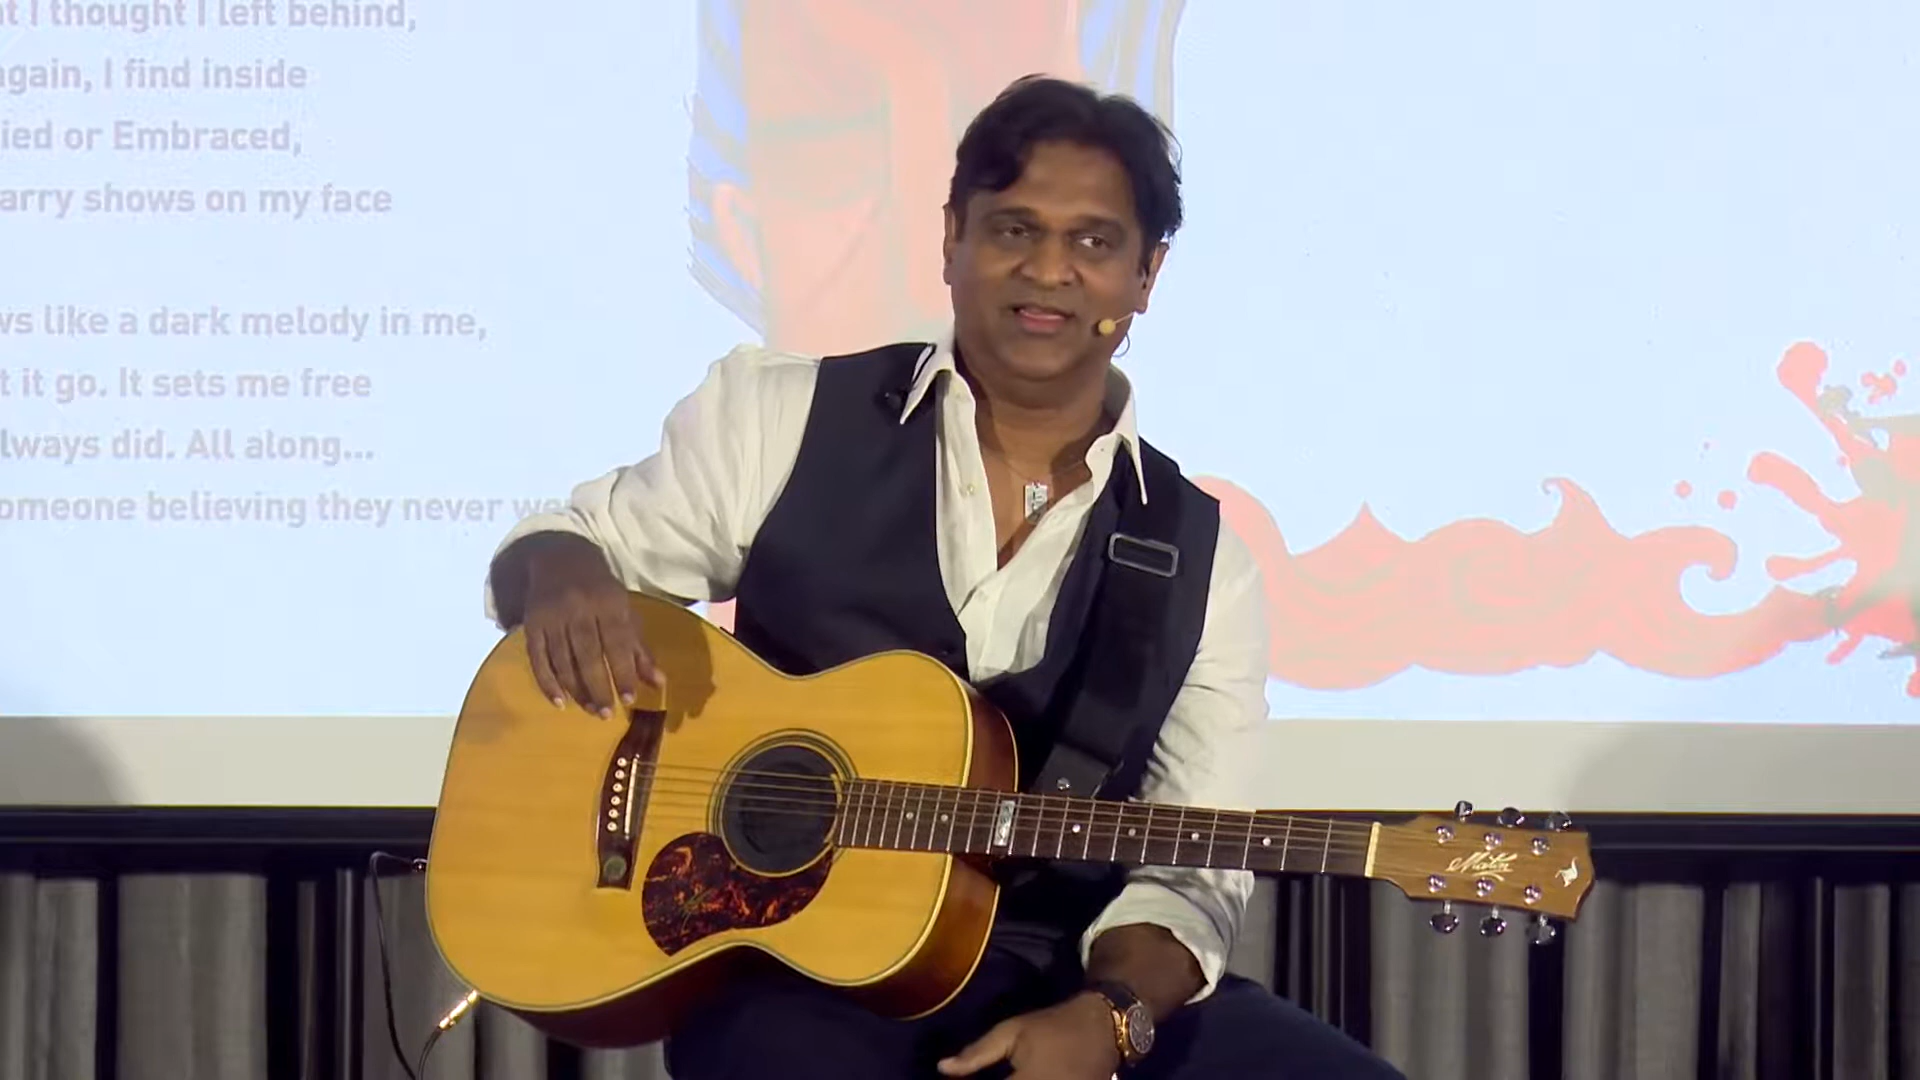 t I thought I left behind,
again, I find inside
ied or Embraced,
arry shows on my face
ws like a dark melody in me,
t it go. It sets me free
lways did. All along...
omeone believing they never we
Maton